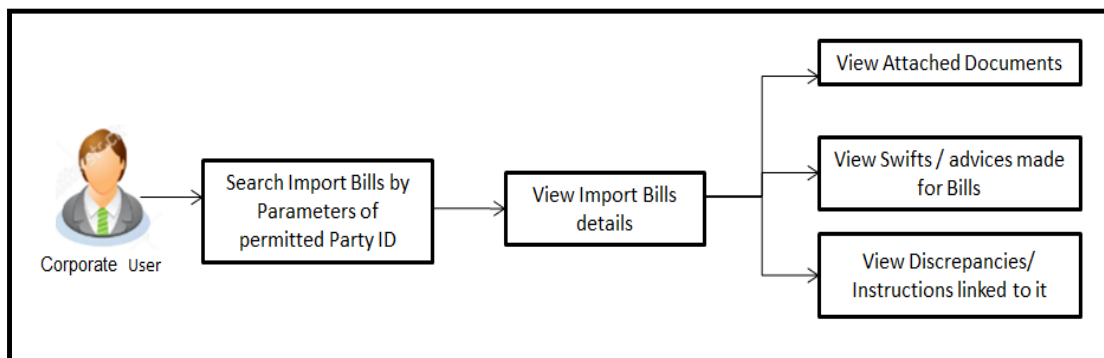 Corporate User
Search Import Bills by
Parameters of
permitted Party ID
View Import Bills
details
View Attached Documents
View Swifts / advices made
for Bills
View Discrepancies/
Instructions linked to it